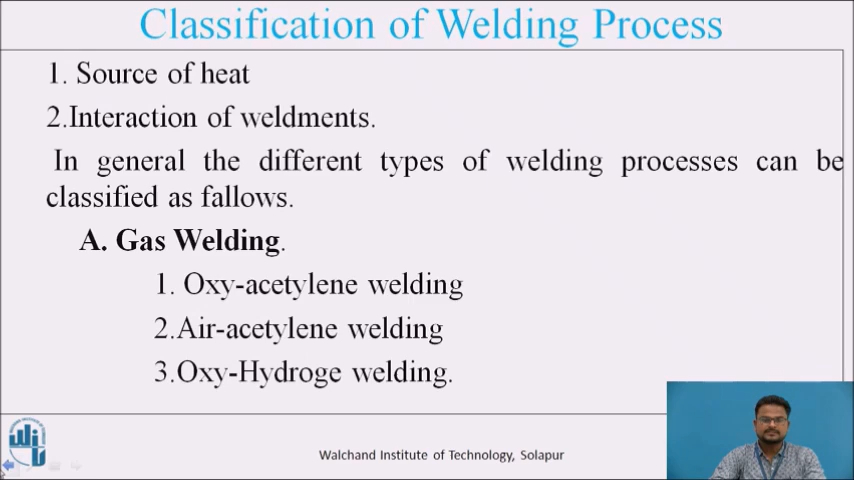 Classification of Welding Process
1. Source of heat
2.Interaction of weldments.
In general the different types of welding processes can be
classified as fallows.
A. Gas Welding.
1. Oxy-acetylene welding
2.Air-acetylene welding
3.Oxy-Hydroge welding.
Walchand Institute of Technology, Solapur